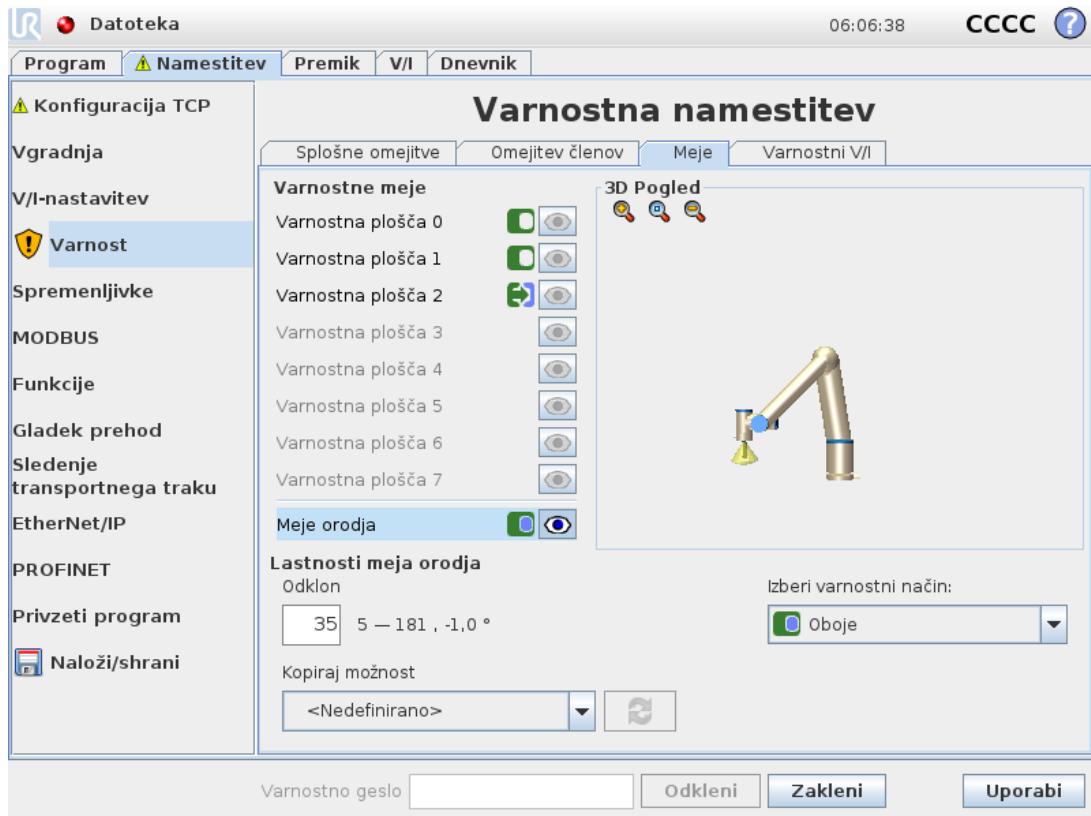 UR Datoteka 06:06:38 CCCC ?
Program Namestitev Premik V/I Dnevnik
Konfiguracija TCP
Vgradnja
V/I-nastavitev
Varnost
Spremenljivke
MODBUS
Funkcije
Gladek prehod
Sledenje
transportnega traku
EtherNet/IP
PROFINET
Privzeti program
Naloži/shrani
Varnostna namestitev
Splošne omejitve Omejitev členov Meje Varnostni V/I
Varnostne meje
Varnostna plošča 0
Varnostna plošča 1
Varnostna plošča 2
Varnostna plošča 3
Varnostna plošča 4
Varnostna plošča 5
Varnostna plošča 6
Varnostna plošča 7
Meje orodja
3D Pogled
Lastnosti meja orodja
Odklon
35 5 — 181 , -1,0 °
Kopiraj možnost
<Nedefinirano>
Izberi varnostni način:
Oboje
Varnostno geslo Odkleni Zakleni Uporabi